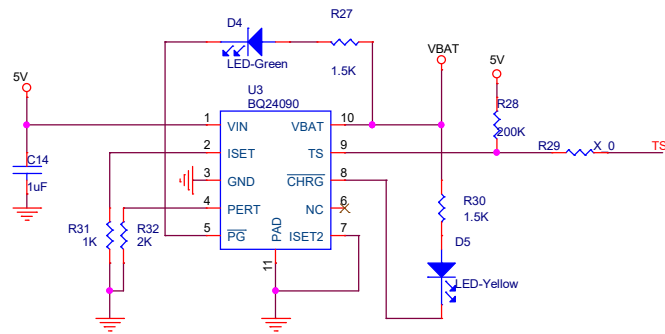 D4
R27
LED-Green
1.5K
VBAT
5V
5V
U3
BQ24090
R28
200K
1 VIN VBAT 10
2 ISET TS 9
R29 X_0 TS
C14
1uF
3 GND CHRG 8
4 PERT NC 6
5 PG ISET2 7
PAD
11
R31
1K
R32
2K
R30
1.5K
D5
LED-Yellow